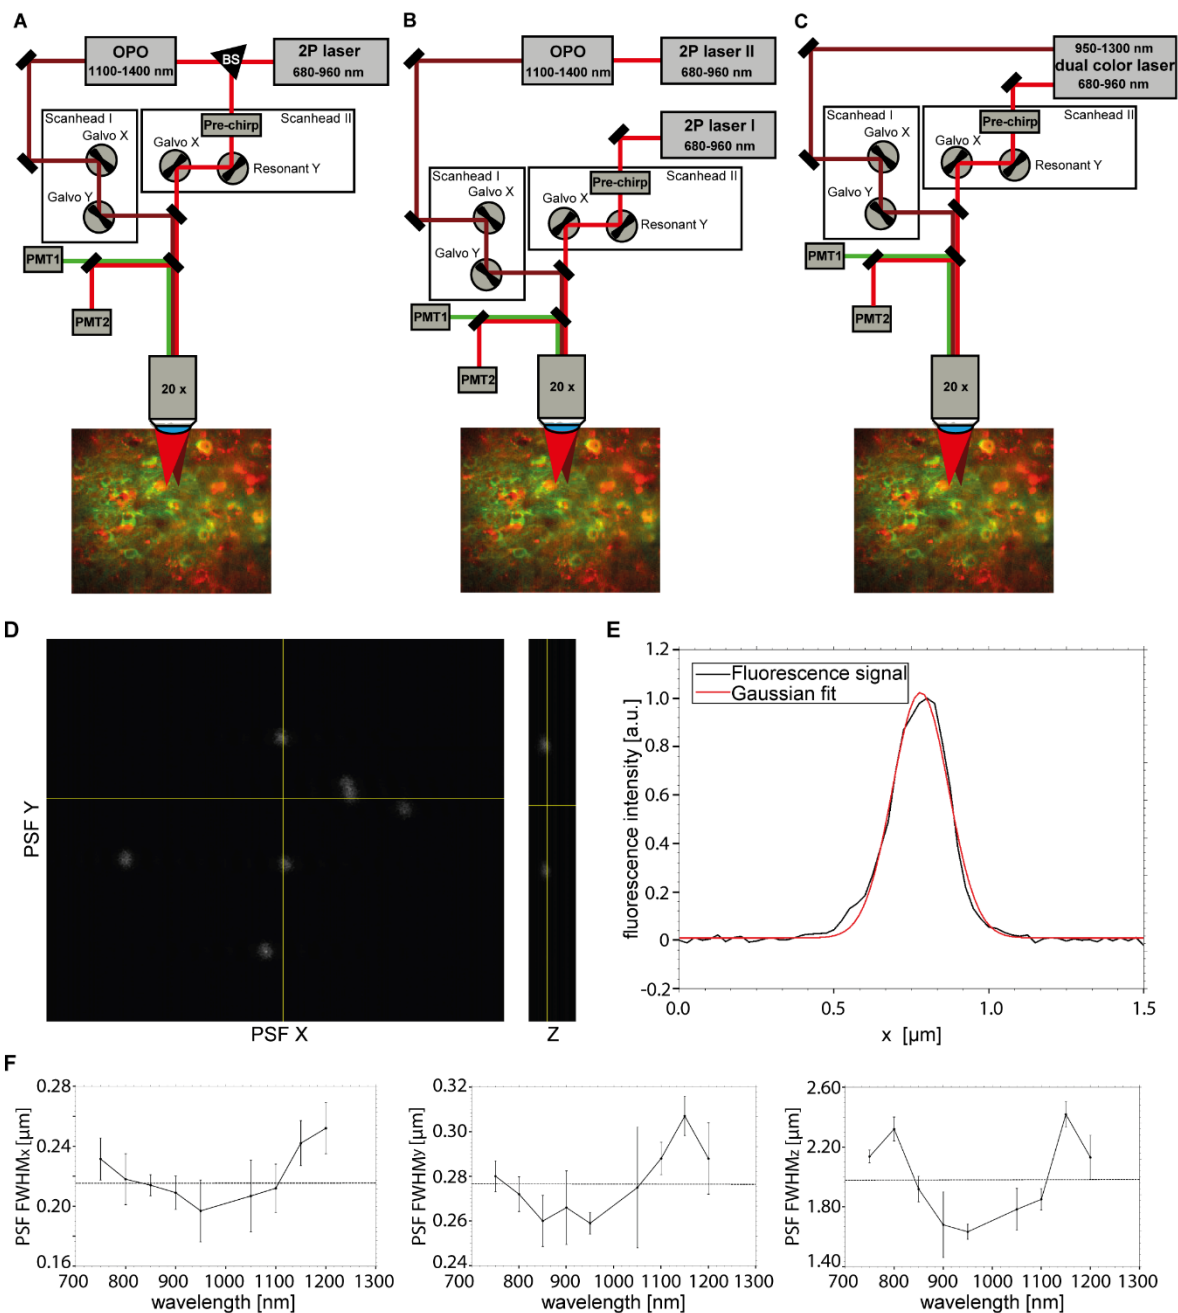 A
OPO
1100-1400 nm
BS
2P laser
680-960 nm
Scanhead I
Galvo X
Galvo Y
Pre-chirp
Scanhead II
Galvo X
Resonant Y
PMT1
PMT2
20 x
B
OPO
1100-1400 nm
2P laser II
680-960 nm
2P laser I
680-960 nm
Scanhead I
Galvo X
Galvo Y
Pre-chirp
Scanhead II
Galvo X
Resonant Y
PMT1
PMT2
20 x
C
950-1300 nm
dual color laser
680-960 nm
Scanhead I
Galvo X
Galvo Y
Pre-chirp
Scanhead II
Galvo X
Resonant Y
PMT1
PMT2
20 x
D
PSF Y
PSF X
Z
E
Fluorescence signal
Gaussian fit
fluorescence intensity [a.u.]
1.2
1.0
0.8
0.6
0.4
0.2
0
-0.2
0.0 0.5 1.0 1.5
x [µm]
F
PSF FWHMx [µm]
0.28
0.24
0.20
0.16
700 800 900 1000 1100 1200 1300
wavelength [nm]
PSF FWHMy [µm]
0.32
0.30
0.28
0.26
0.24
700 800 900 1000 1100 1200 1300
wavelength [nm]
PSF FWHMz [µm]
2.60
2.20
1.80
1.40
700 800 900 1000 1100 1200 1300
wavelength [nm]